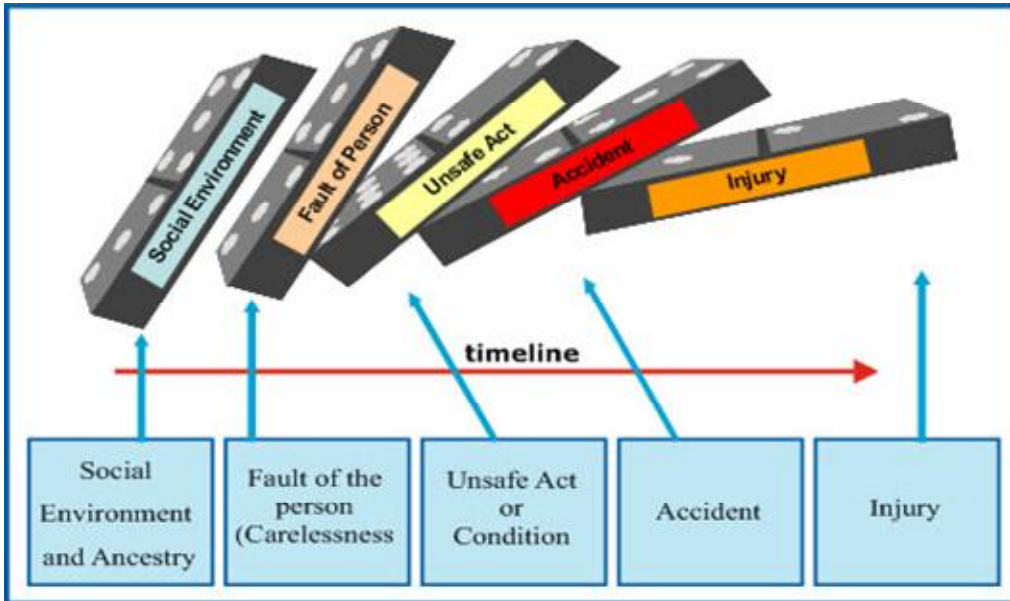 Social Environment
Fault of Person
Unsafe Act
Accident
Injury
timeline
Social
Environment
and Ancestry
Fault of the
person
(Carelessness
Unsafe Act
or
Condition
Accident
Injury